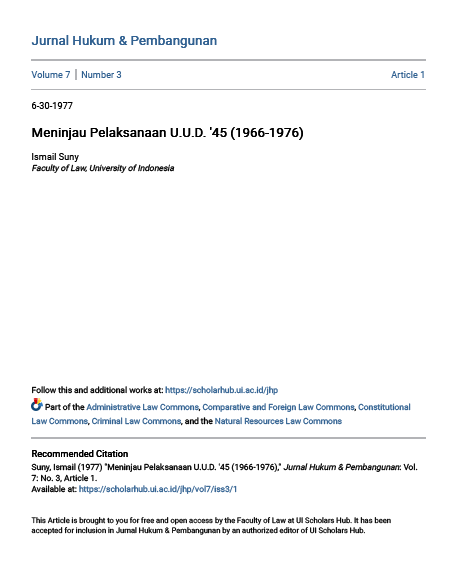 Jurnal Hukum & Pembangunan
Volume 7 | Number 3 Article 1
6-30-1977
Meninjau Pelaksanaan U.U.D. '45 (1966-1976)
Ismail Suny
Faculty of Law, University of Indonesia
Follow this and additional works at: https://scholarhub.ui.ac.id/jhp
Part of the Administrative Law Commons, Comparative and Foreign Law Commons, Constitutional
Law Commons, Criminal Law Commons, and the Natural Resources Law Commons
Recommended Citation
Suny, Ismail (1977) "Meninjau Pelaksanaan U.U.D. '45 (1966-1976)," Jurnal Hukum & Pembangunan: Vol.
7: No. 3, Article 1.
Available at: https://scholarhub.ui.ac.id/jhp/vol7/iss3/1
This Article is brought to you for free and open access by the Faculty of Law at UI Scholars Hub. It has been
accepted for inclusion in Jurnal Hukum & Pembangunan by an authorized editor of UI Scholars Hub.